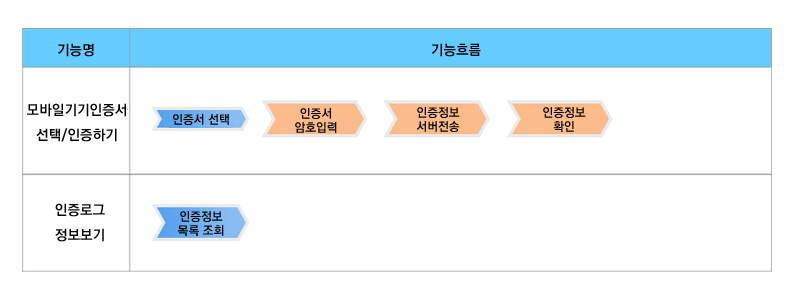 기능명
기능흐름
모바일기기인증서
선택/인증하기
인증서 선택
인증서
암호입력
인증정보
서버전송
인증정보
확인
인증로그
정보보기
인증정보
목록 조회